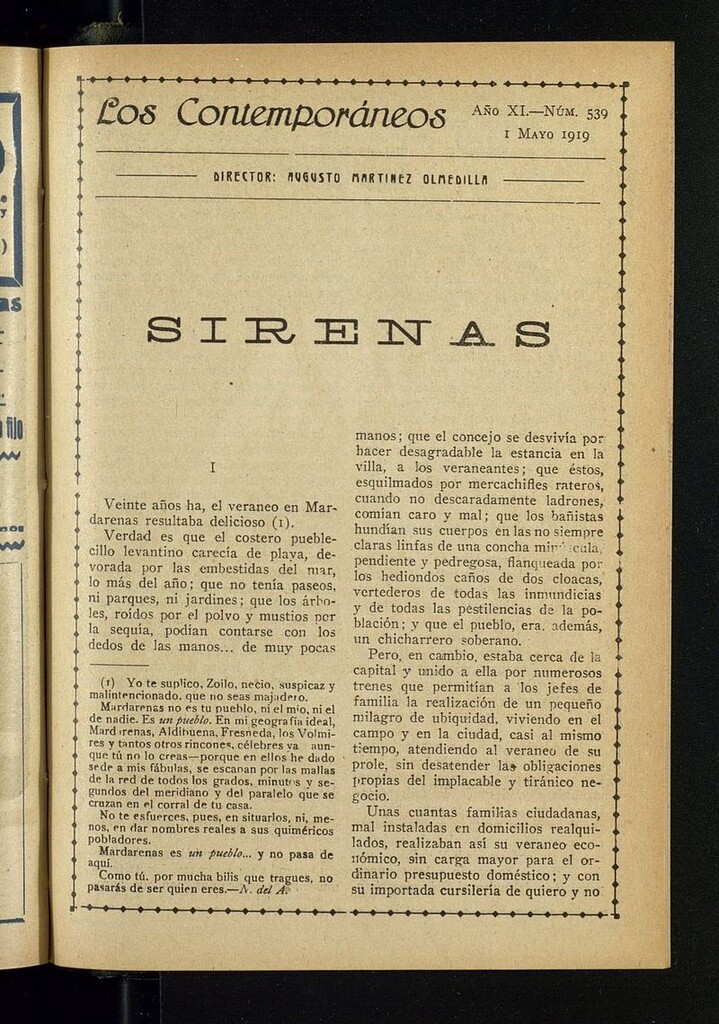 Los Contemporáneos
Año XI.—Núm. 539
1 Mayo 1919
DIRECTOR: AUGUSTO MARTINEZ OLMEDILLA
SIRENAS
I
Veinte años ha, el veraneo en Mar-
darenas resultaba delicioso (1).
Verdad es que el costero pueble-
cillo levantino carecía de playa, de-
vorada por las embestidas del mar,
lo más del año; que no tenía paseos,
ni parques, ni jardines; que los árbo-
les, roídos por el polvo y mustios por
la sequía, podían contarse con los
dedos de las manos... de muy pocas
(1) Yo te suplico, Zoilo, necio, suspicaz y
malintencionado, que no seas majadero.
Mardarenas no es tu pueblo, ni el mío, ni el
de nadie. Es un pueblo. En mi geografía ideal,
Mardarenas, Aldibuena, Fresneda, los Volmi-
res y tantos otros rincones, célebres ya aun-
que tú no lo creas—porque en ellos he dado
sede a mis fábulas, se escapan por las mallas
de la red de todos los grados, minutos y se-
gundos del meridiano y del paralelo que se
cruzan en el corral de tu casa.
No te esfuerces, pues, en situarlos, ni, me-
nos, en dar nombres reales a sus quiméricos
pobladores.
Mardarenas es un pueblo... y no pasa de
aquí.
Como tú, por mucha bilis que tragues, no
pasarás de ser quien eres.—N. del A.
manos; que el concejo se desvivía por
hacer desagradable la estancia en la
villa, a los veraneantes; que éstos,
esquilmados por mercachifles rateros,
cuando no descaradamente ladrones,
comían caro y mal; que los bañistas
hundían sus cuerpos en las no siempre
claras linfas de una concha minúscula,
pendiente y pedregosa, flanqueada por
los hediondos caños de dos cloacas,
vertederos de todas las inmundicias
y de todas las pestilencias de la po-
blación; y que el pueblo, era, además,
un chicharrero soberano.
Pero, en cambio, estaba cerca de la
capital y unido a ella por numerosos
trenes que permitían a los jefes de
familia la realización de un pequeño
milagro de ubiquidad, viviendo en el
campo y en la ciudad, casi al mismo
tiempo, atendiendo al veraneo de su
prole, sin desatender las obligaciones
propias del implacable y tiránico ne-
gocio.
Unas cuantas familias ciudadanas,
mal instaladas en domicilios realqui-
lados, realizaban así su veraneo eco-
nómico, sin carga mayor para el or-
dinario presupuesto doméstico; y con
su importada cursilería de quiero y no
fijo